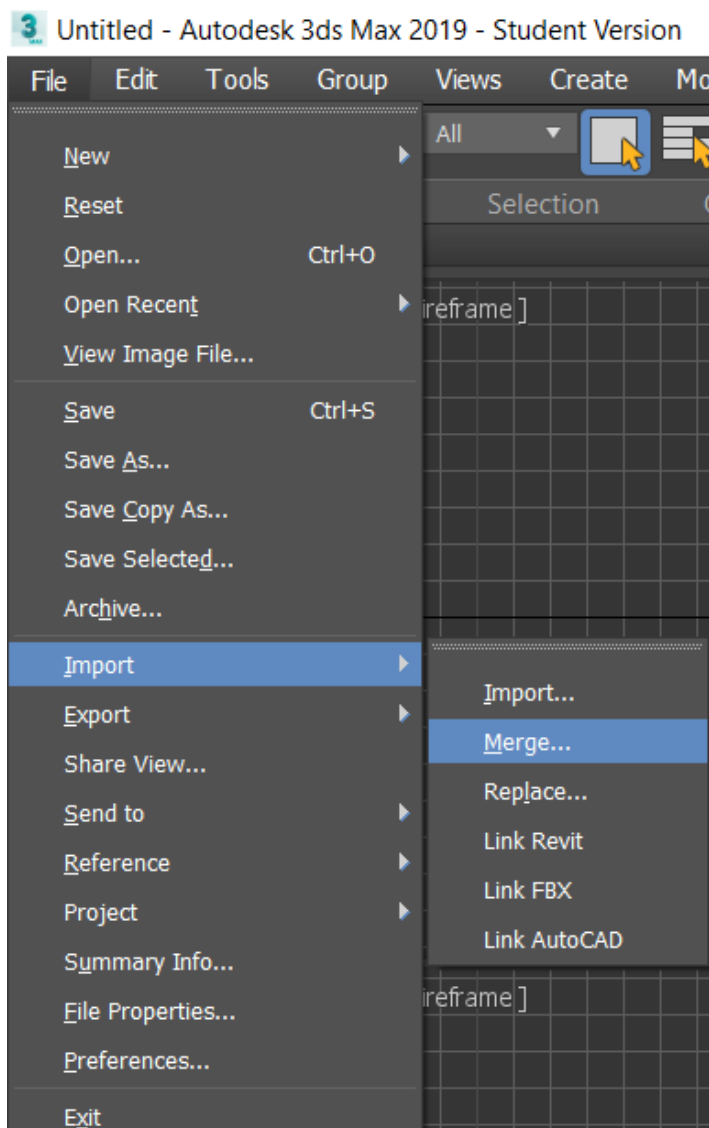 3 MAX Untitled - Autodesk 3ds Max 2019 - Student Version
File Edit Tools Group Views Create
All
Selection
New
Reset
Open... Ctrl+O
Open Recent
ireframe ]
View Image File...
Save Ctrl+S
Save As...
Save Copy As...
Save Selected...
Archive...
Import
Export
Share View...
Send to
Reference
Project
Summary Info...
File Properties...
Preferences...
Exit
Import...
Merge...
Replace...
Link Revit
Link FBX
Link AutoCAD
ireframe ]